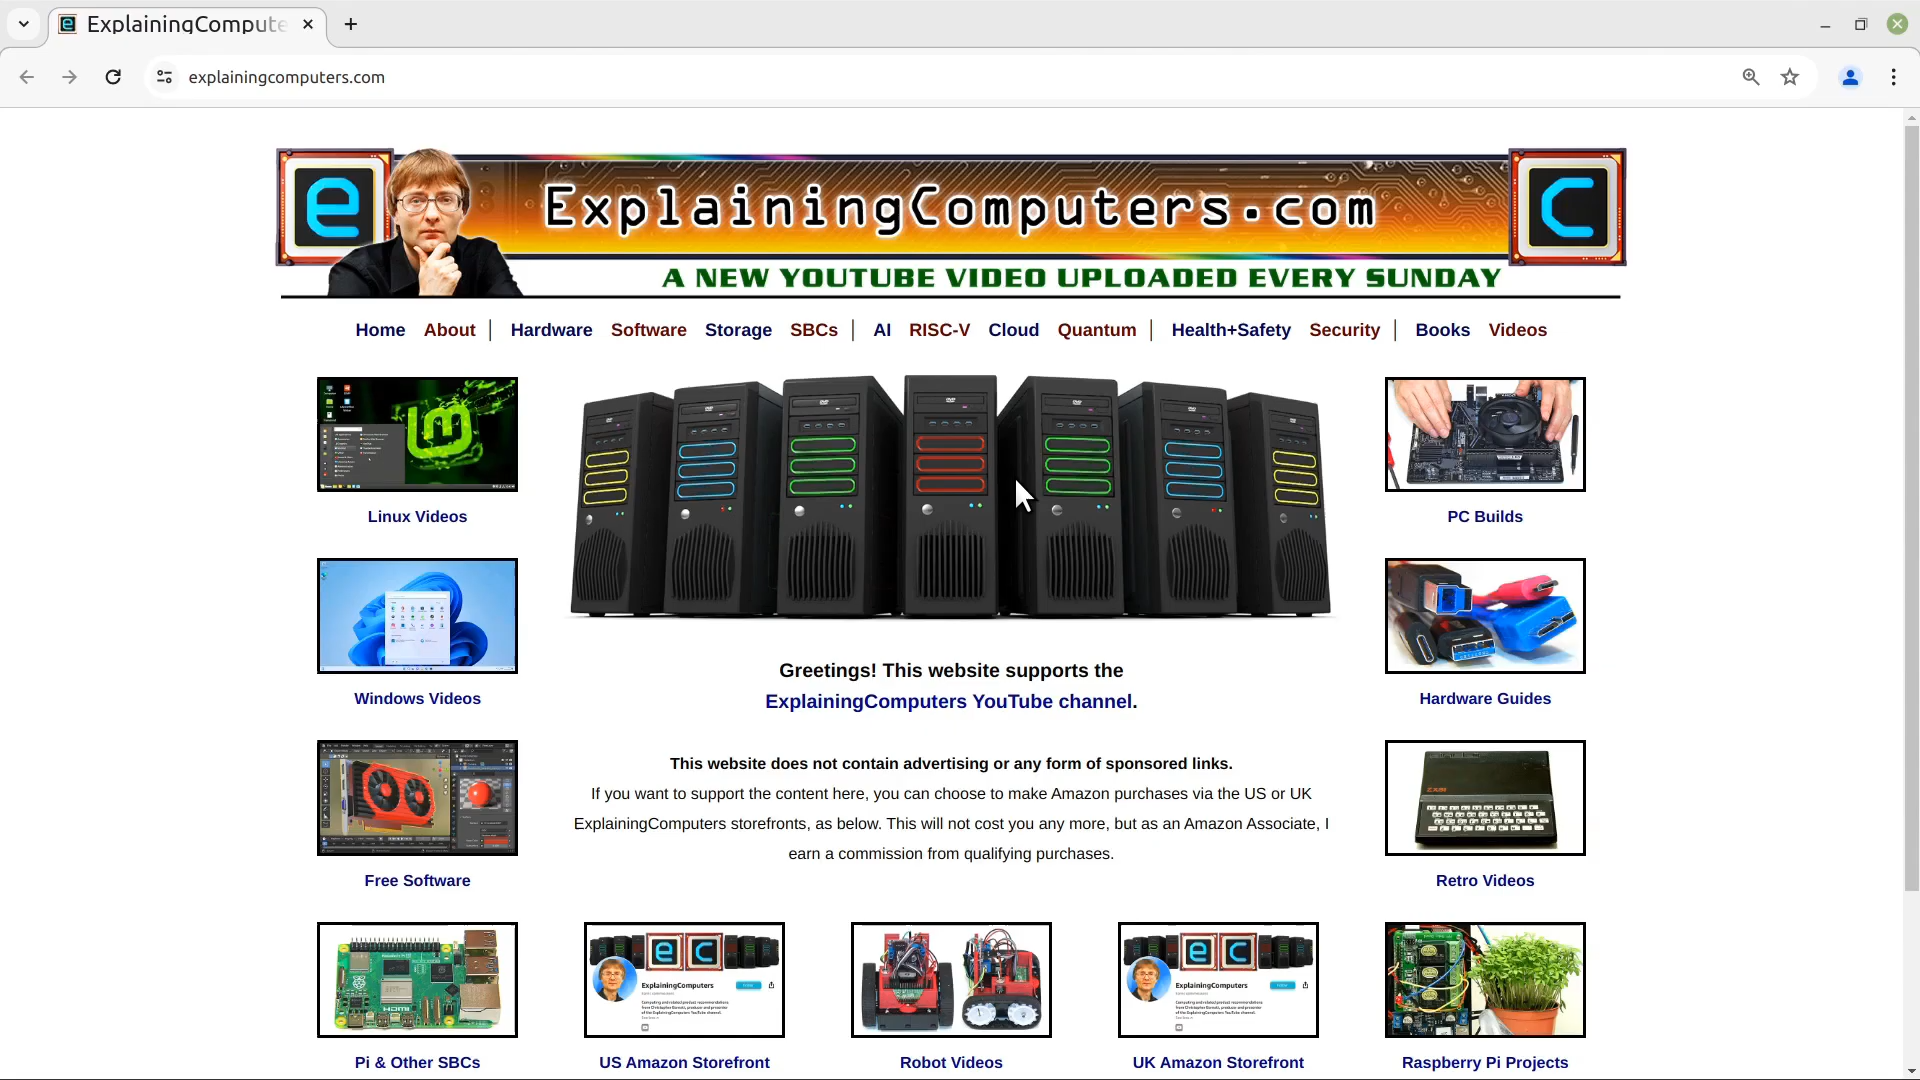 ExplainingCompute
explainingcomputers.com
e
ExplainingComputers.com
C
A NEW YOUTUBE VIDEO UPLOADED EVERY SUNDAY
Home About | Hardware Software Storage SBCs | AI RISC-V Cloud Quantum | Health+Safety Security | Books Videos
Linux Videos
PC Builds
Windows Videos
Hardware Guides
Greetings! This website supports the
ExplainingComputers YouTube channel.
This website does not contain advertising or any form of sponsored links.
If you want to support the content here, you can choose to make Amazon purchases via the US or UK
ExplainingComputers storefronts, as below. This will not cost you any more, but as an Amazon Associate, I
earn a commission from qualifying purchases.
Free Software
Retro Videos
e c
ExplainingComputers
e c
ExplainingComputers
HDMI
Pi & Other SBCs
US Amazon Storefront
Robot Videos
UK Amazon Storefront
Raspberry Pi Projects